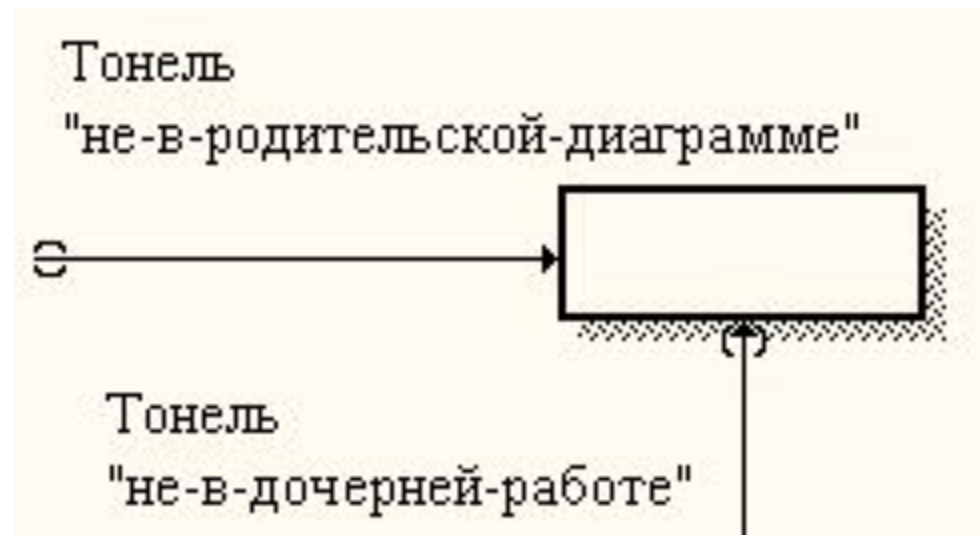 Тонель
"не-в-родительской-диаграмме"
Тонель
"не-в-дочерней-работе"